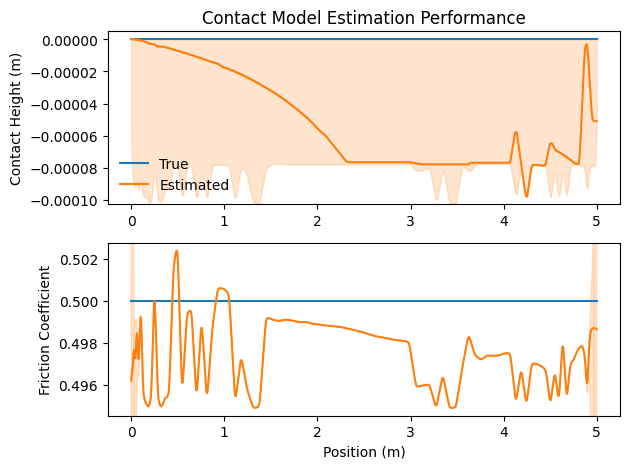 Contact Model Estimation Performance
Contact Height (m)
0.00000
−0.00002
−0.00004
−0.00006
−0.00008
−0.00010
True
Estimated
0 1 2 3 4 5
Friction Coefficient
0.502
0.500
0.498
0.496
0 1 2 3 4 5
Position (m)